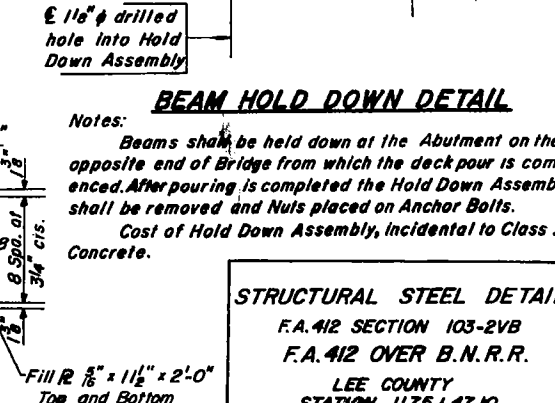 ℄ 1 1/8" ϕ drilled
hole into Hold
Down Assembly
BEAM HOLD DOWN DETAIL
Notes:
Beams shall be held down at the Abutment on the
opposite end of Bridge from which the deck pour is com
enced. After pouring is completed the Hold Down Assemb
shall be removed and Nuts placed on Anchor Bolts.
Cost of Hold Down Assembly, incidental to Class
Concrete.
8 Spa. at
3 1/4" cts.
STRUCTURAL STEEL DETAI
F.A. 412 SECTION 103-2VB
F.A. 412 OVER B.N.R.R.
LEE COUNTY
STATION
Fill ℞ 5/16" x 11 1/2" x 2'-0"
Top and Bottom